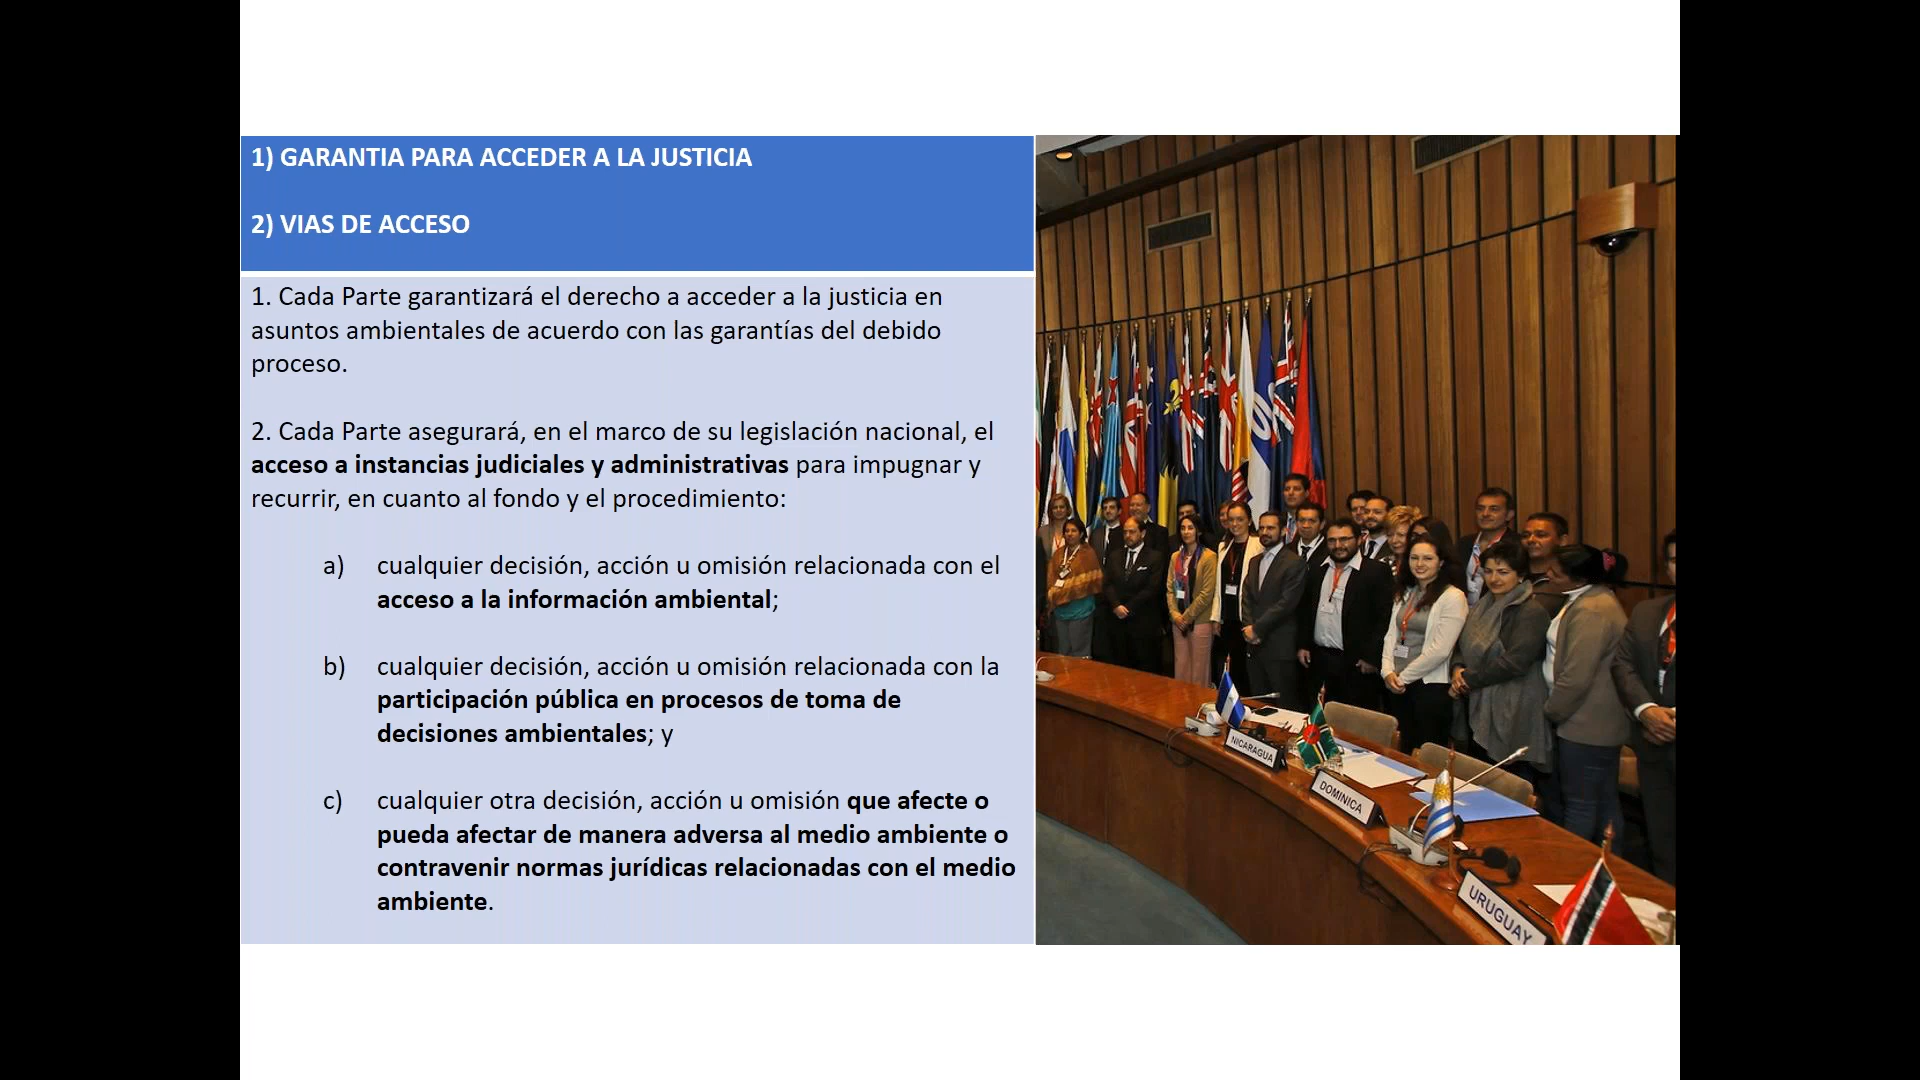 1) GARANTIA PARA ACCEDER A LA JUSTICIA
2) VIAS DE ACCESO
1. Cada Parte garantizará el derecho a acceder a la justicia en
asuntos ambientales de acuerdo con las garantías del debido
proceso.
2. Cada Parte asegurará, en el marco de su legislación nacional, el
acceso a instancias judiciales y administrativas para impugnar y
recurrir, en cuanto al fondo y el procedimiento:
a) cualquier decisión, acción u omisión relacionada con el
acceso a la información ambiental;
b) cualquier decisión, acción u omisión relacionada con la
participación pública en procesos de toma de
decisiones ambientales; y
c) cualquier otra decisión, acción u omisión que afecte o
pueda afectar de manera adversa al medio ambiente o
contravenir normas jurídicas relacionadas con el medio
ambiente.
NICARAGUA
DOMINICA
URUGUAY